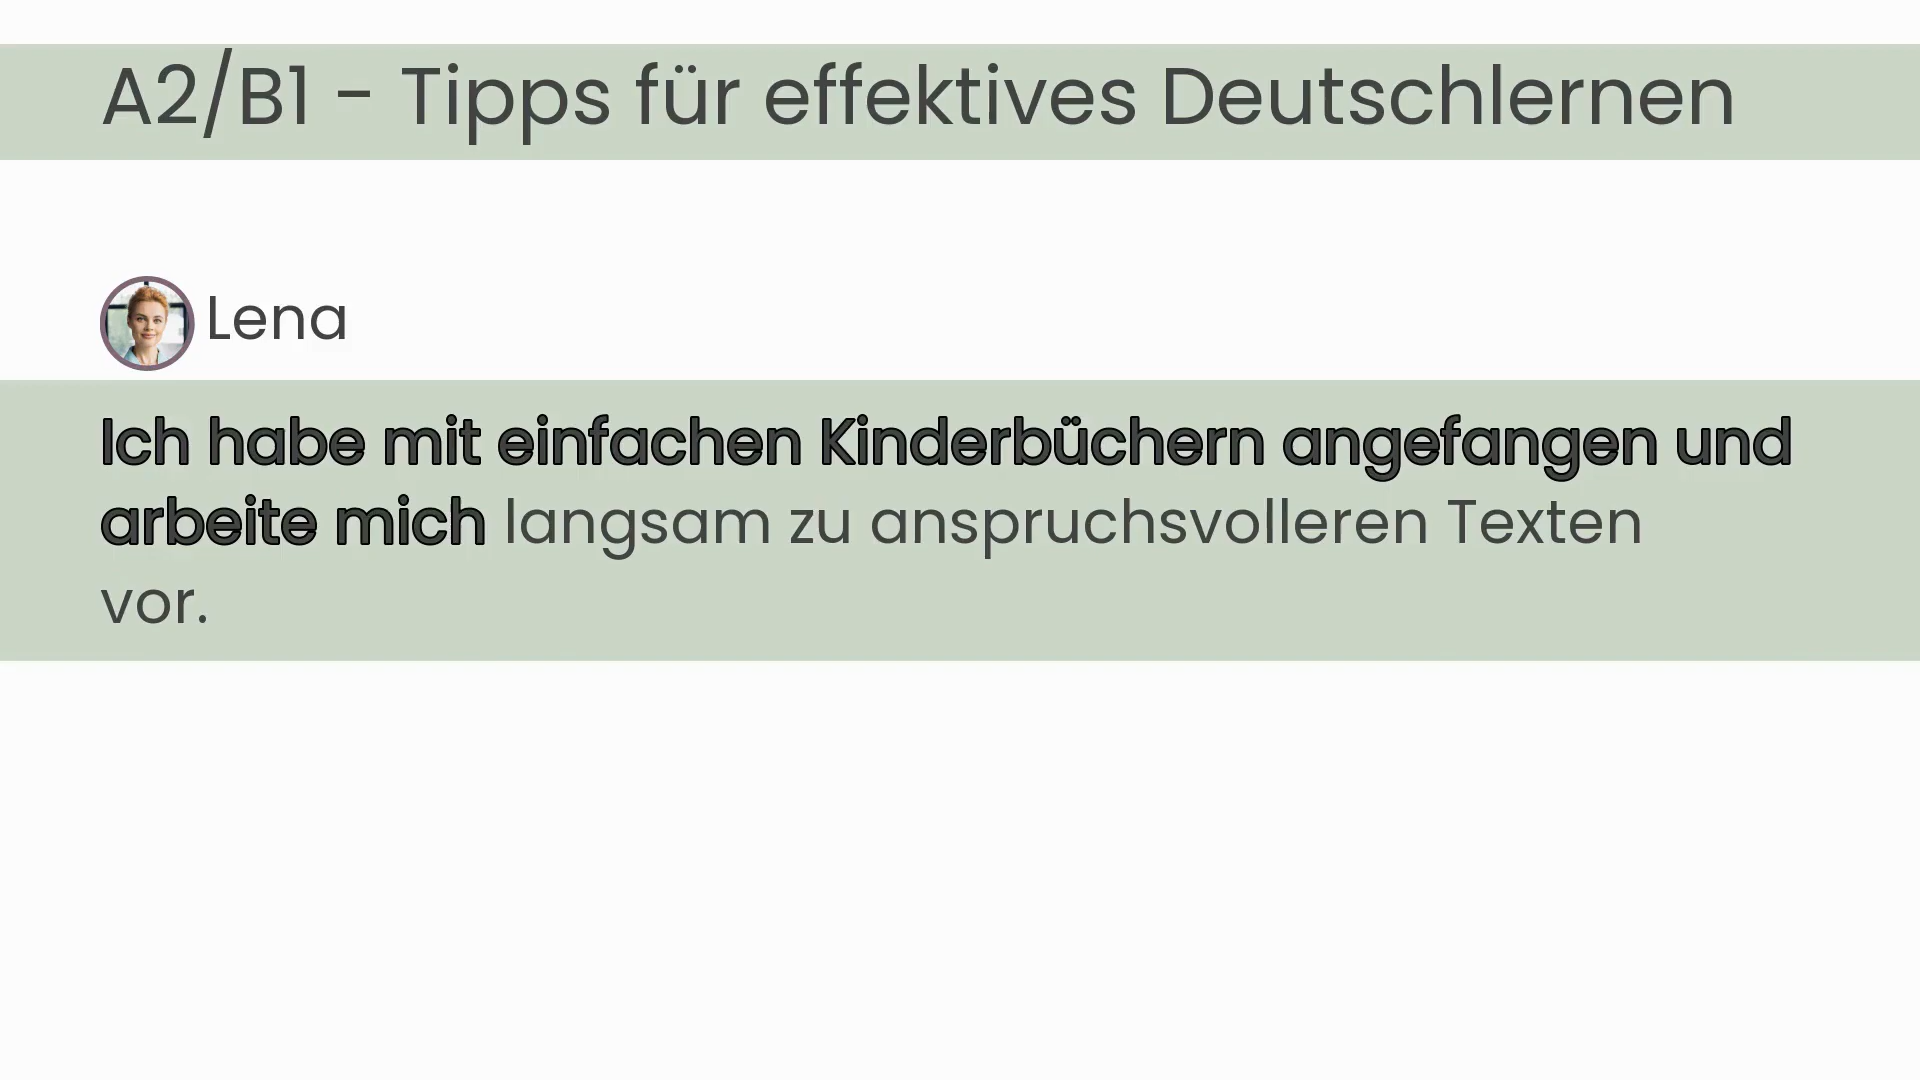 A2/B1 - Tipps für effektives Deutschlernen
Lena
Ich habe mit einfachen Kinderbüchern angefangen und
arbeite mich langsam zu anspruchsvolleren Texten
vor.